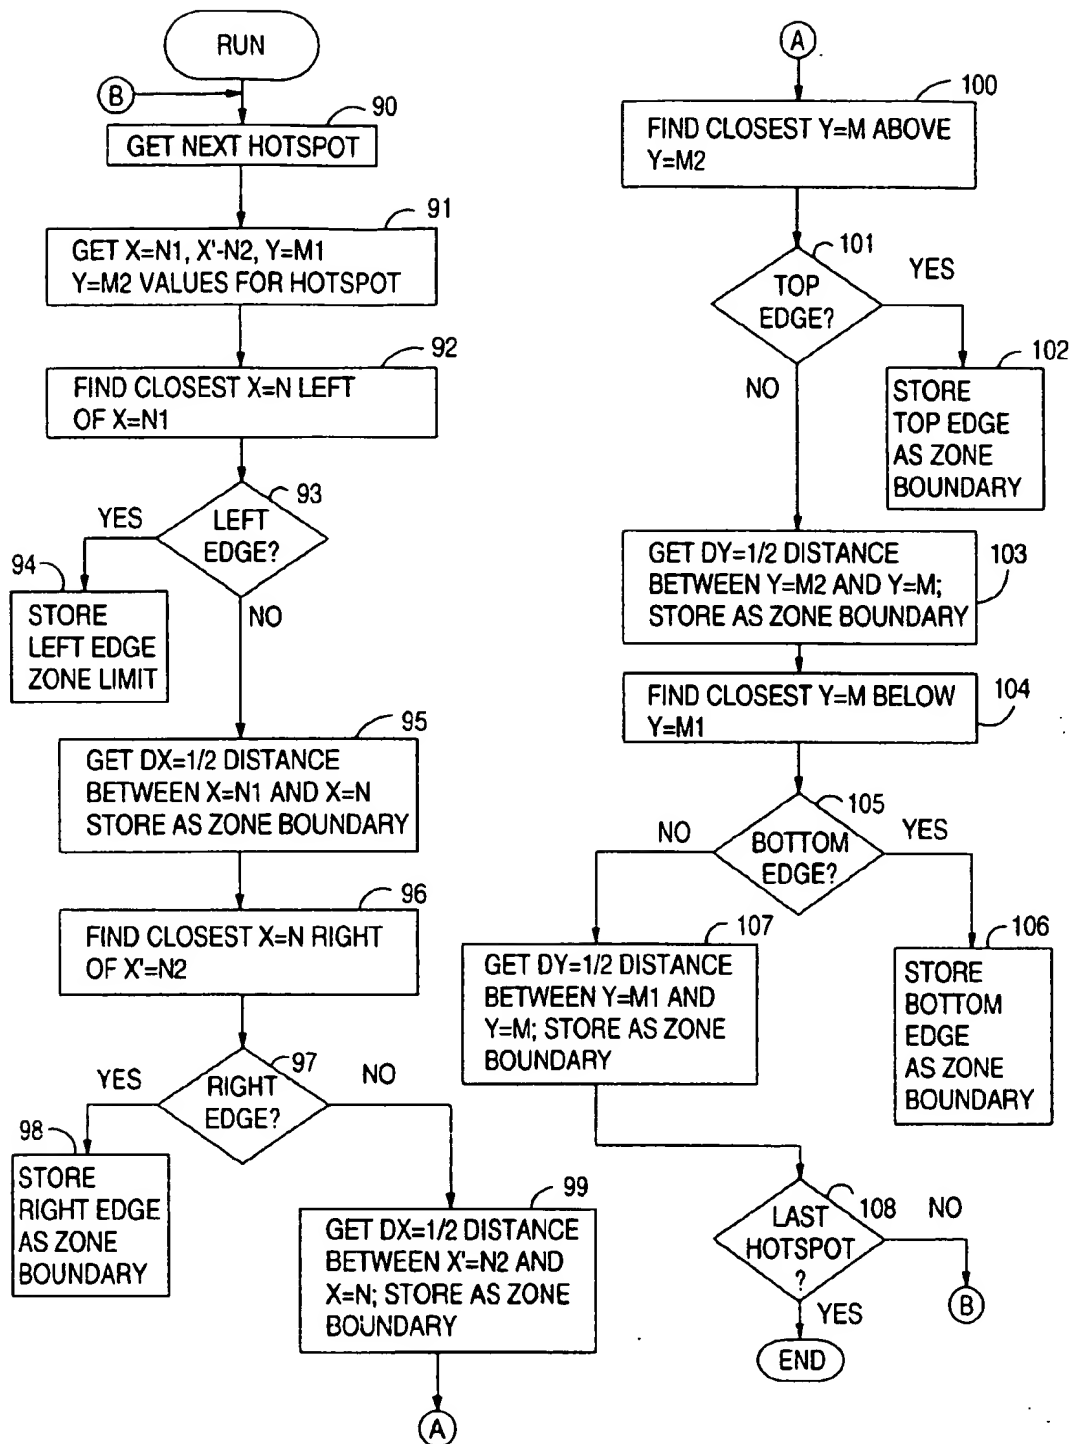 RUN
B
90
GET NEXT HOTSPOT
91
GET X=N1, X'-N2, Y=M1
Y=M2 VALUES FOR HOTSPOT
92
FIND CLOSEST X=N LEFT
OF X=N1
93
LEFT
EDGE?
YES
NO
94
STORE
LEFT EDGE
ZONE LIMIT
95
GET DX=1/2 DISTANCE
BETWEEN X=N1 AND X=N
STORE AS ZONE BOUNDARY
96
FIND CLOSEST X=N RIGHT
OF X'=N2
97
RIGHT
EDGE?
YES
NO
98
STORE
RIGHT EDGE
AS ZONE
BOUNDARY
99
GET DX=1/2 DISTANCE
BETWEEN X'=N2 AND
X=N; STORE AS ZONE
BOUNDARY
A
A
100
FIND CLOSEST Y=M ABOVE
Y=M2
101
TOP
EDGE?
YES
NO
102
STORE
TOP EDGE
AS ZONE
BOUNDARY
103
GET DY=1/2 DISTANCE
BETWEEN Y=M2 AND Y=M;
STORE AS ZONE BOUNDARY
104
FIND CLOSEST Y=M BELOW
Y=M1
105
BOTTOM
EDGE?
NO
YES
106
STORE
BOTTOM
EDGE
AS ZONE
BOUNDARY
107
GET DY=1/2 DISTANCE
BETWEEN Y=M1 AND
Y=M; STORE AS ZONE
BOUNDARY
108
LAST
HOTSPOT
?
NO
YES
B
END